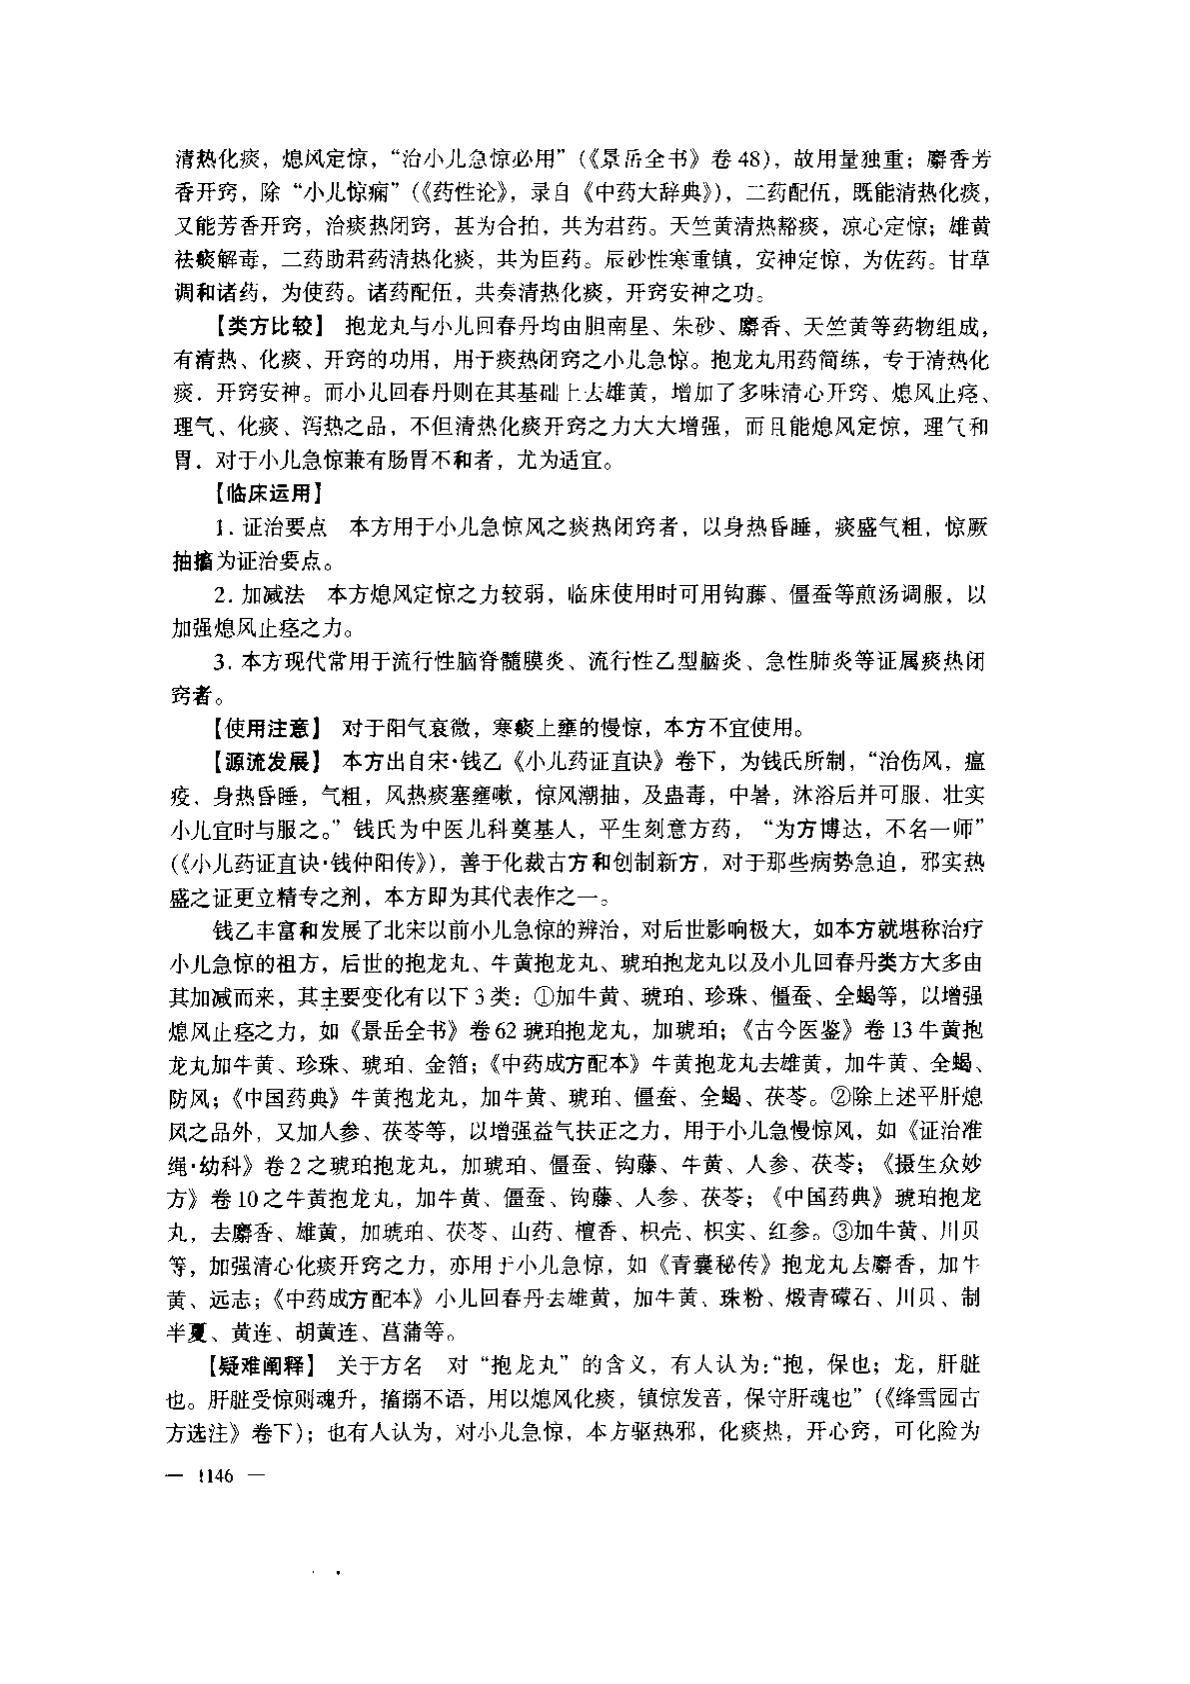 清热化痰，熄风定惊，“治小儿急惊必用”（《景岳全书》卷 48），故用量独重；麝香芳
香开窍，除“小儿惊痫”（《药性论》，录自《中药大辞典》），二药配伍，既能清热化痰，
又能芳香开窍，治痰热闭窍，甚为合拍，共为君药。天竺黄清热豁痰，凉心定惊；雄黄
祛痰解毒，二药助君药清热化痰，共为臣药。辰砂性寒重镇，安神定惊，为佐药。甘草
调和诸药，为使药。诸药配伍，共奏清热化痰，开窍安神之功。
【类方比较】 抱龙丸与小儿回春丹均由胆南星、朱砂、麝香、天竺黄等药物组成，
有清热、化痰、开窍的功用，用于痰热闭窍之小儿急惊。抱龙丸用药简练，专于清热化
痰，开窍安神。而小儿回春丹则在其基础上去雄黄，增加了多味清心开窍、熄风止痉、
理气、化痰、泻热之品，不但清热化痰开窍之力大大增强，而且能熄风定惊，理气和
胃，对于小儿急惊兼有肠胃不和者，尤为适宜。
【临床运用】
1. 证治要点 本方用于小儿急惊风之痰热闭窍者，以身热昏睡，痰盛气粗，惊厥
抽搐为证治要点。
2. 加减法 本方熄风定惊之力较弱，临床使用时可用钩藤、僵蚕等煎汤调服，以
加强熄风止痉之力。
3. 本方现代常用于流行性脑脊髓膜炎、流行性乙型脑炎、急性肺炎等证属痰热闭
窍者。
【使用注意】 对于阳气衰微，寒痰上壅的慢惊，本方不宜使用。
【源流发展】 本方出自宋·钱乙《小儿药证直诀》卷下，为钱氏所制，“治伤风，瘟
疫，身热昏睡，气粗，风热痰塞壅嗽，惊风潮抽，及蛊毒，中暑，沐浴后并可服，壮实
小儿宜时与服之。”钱氏为中医儿科奠基人，平生刻意方药，“为方博达，不名一师”
（《小儿药证直诀·钱仲阳传》），善于化裁古方和创制新方，对于那些病势急迫，邪实热
盛之证更立精专之剂，本方即为其代表作之一。
钱乙丰富和发展了北宋以前小儿急惊的辨治，对后世影响极大，如本方就堪称治疗
小儿急惊的祖方，后世的抱龙丸、牛黄抱龙丸、琥珀抱龙丸以及小儿回春丹类方大多由
其加减而来，其主要变化有以下 3 类：①加牛黄、琥珀、珍珠、僵蚕、全蝎等，以增强
熄风止痉之力，如《景岳全书》卷 62 琥珀抱龙丸，加琥珀；《古今医鉴》卷 13 牛黄抱
龙丸加牛黄、珍珠、琥珀、金箔；《中药成方配本》牛黄抱龙丸去雄黄，加牛黄、全蝎、
防风；《中国药典》牛黄抱龙丸，加牛黄、琥珀、僵蚕、全蝎、茯苓。②除上述平肝熄
风之品外，又加人参、茯苓等，以增强益气扶正之力，用于小儿急慢惊风，如《证治准
绳·幼科》卷 2 之琥珀抱龙丸，加琥珀、僵蚕、钩藤、牛黄、人参、茯苓；《摄生众妙
方》卷 10 之牛黄抱龙丸，加牛黄、僵蚕、钩藤、人参、茯苓；《中国药典》琥珀抱龙
丸，去麝香、雄黄，加琥珀、茯苓、山药、檀香、枳壳、枳实、红参。③加牛黄、川贝
等，加强清心化痰开窍之力，亦用于小儿急惊，如《青囊秘传》抱龙丸去麝香，加牛
黄、远志；《中药成方配本》小儿回春丹去雄黄，加牛黄、珠粉、煅青礞石、川贝、制
半夏、黄连、胡黄连、菖蒲等。
【疑难阐释】 关于方名 对“抱龙丸”的含义，有人认为：“抱，保也；龙，肝脏
也。肝脏受惊则魂升，搐搦不语，用以熄风化痰，镇惊发音，保守肝魂也”（《绛雪园古
方选注》卷下）；也有人认为，对小儿急惊，本方驱热邪，化痰热，开心窍，可化险为
— 1146 —